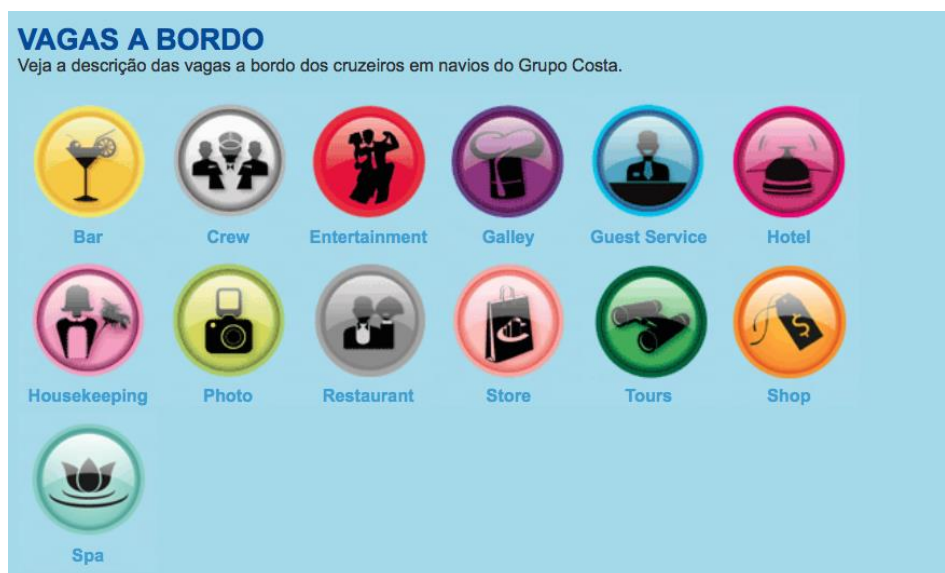 VAGAS A BORDO
Veja a descrição das vagas a bordo dos cruzeiros em navios do Grupo Costa.
Bar
Crew
Entertainment
Galley
Guest Service
Hotel
Housekeeping
Photo
Restaurant
Store
Tours
Shop
Spa